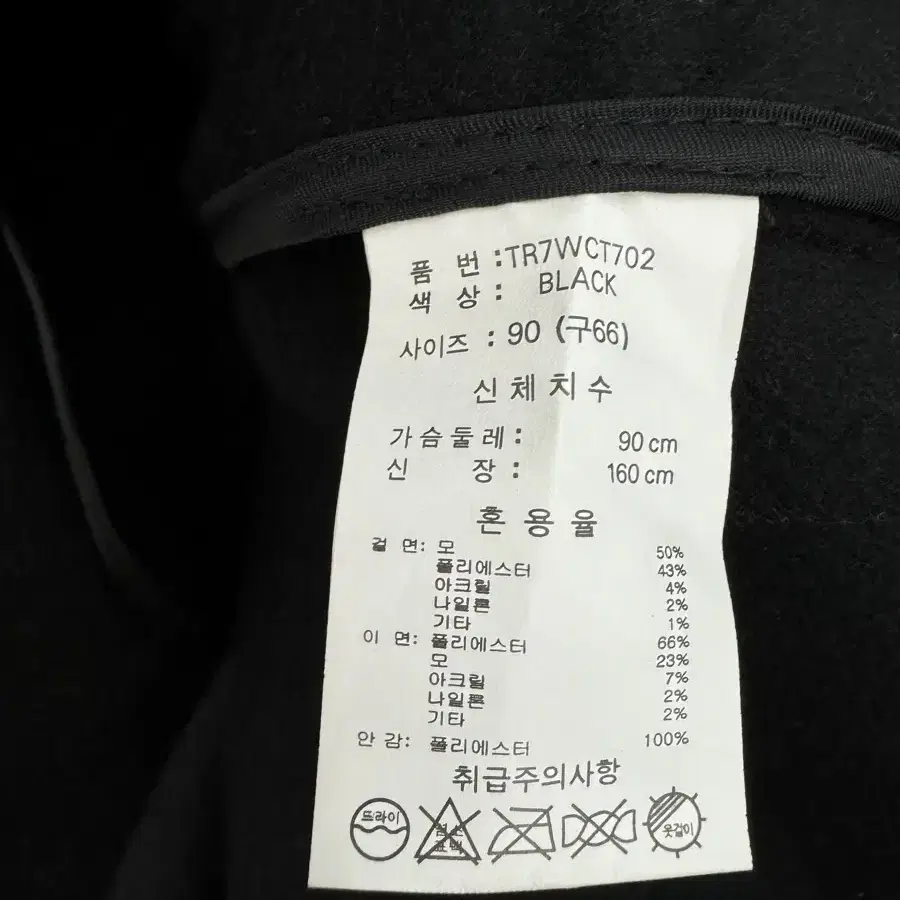 품 번 : TR7WCT702
색 상 : BLACK
사이즈 : 90 (구66)
신체치수
가슴둘레 : 90 cm
신 장 : 160 cm
혼용율
겉 면: 모 50%
폴리에스터 43%
아크릴 4%
나일론 2%
기타 1%
이 면: 폴리에스터 66%
모 23%
아크릴 7%
나일론 2%
기타 2%
안 감: 폴리에스터 100%
취급주의사항
드라이
염소
표백
옷걸이